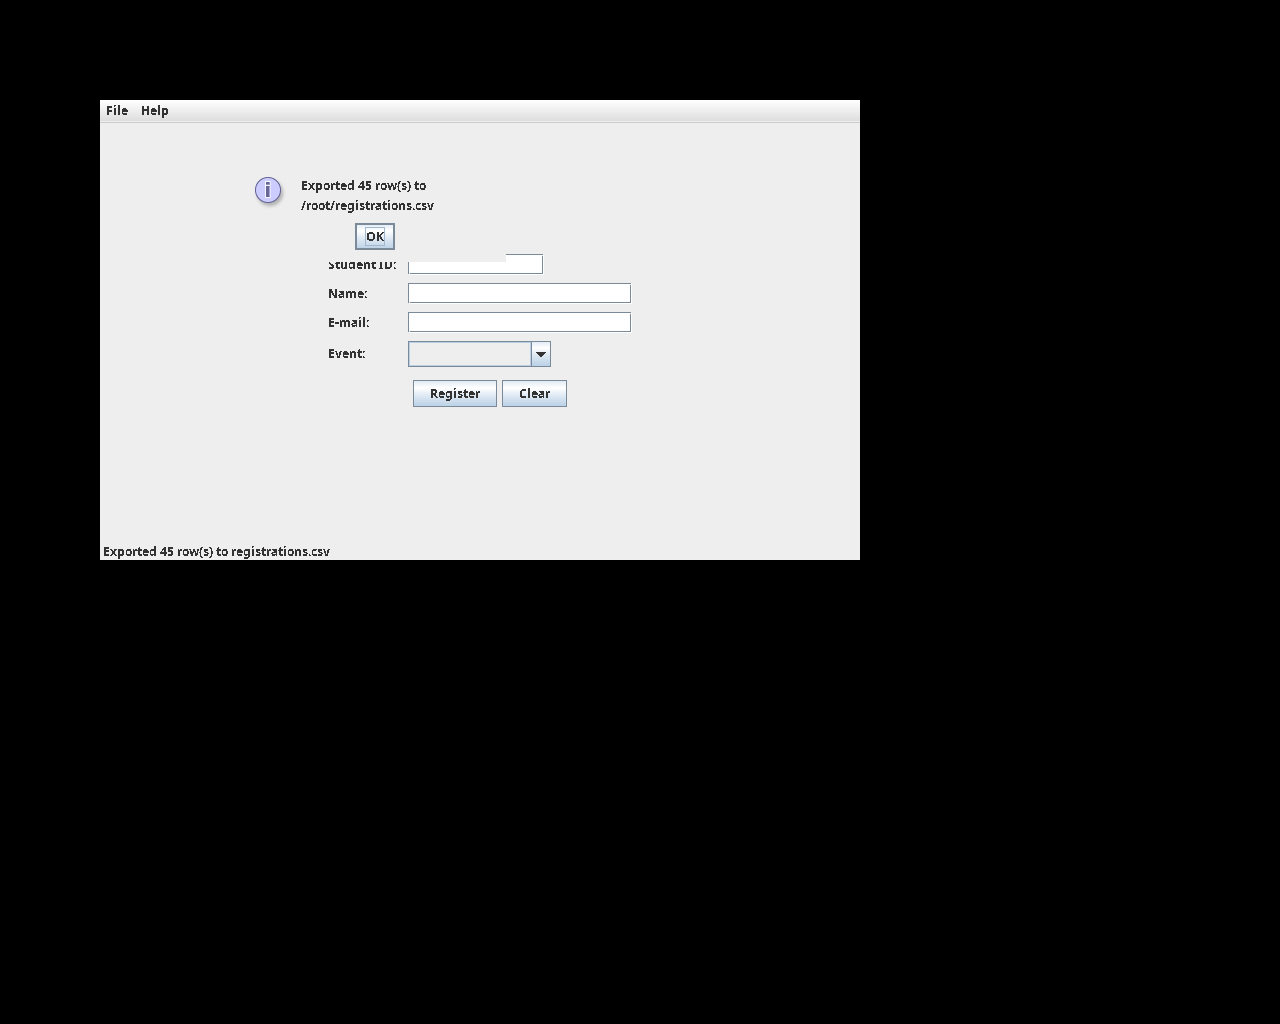 File Help
Exported 45 row(s) to
/root/registrations.csv
OK
Student ID:
Name:
E-mail:
Event:
Register Clear
Exported 45 row(s) to registrations.csv